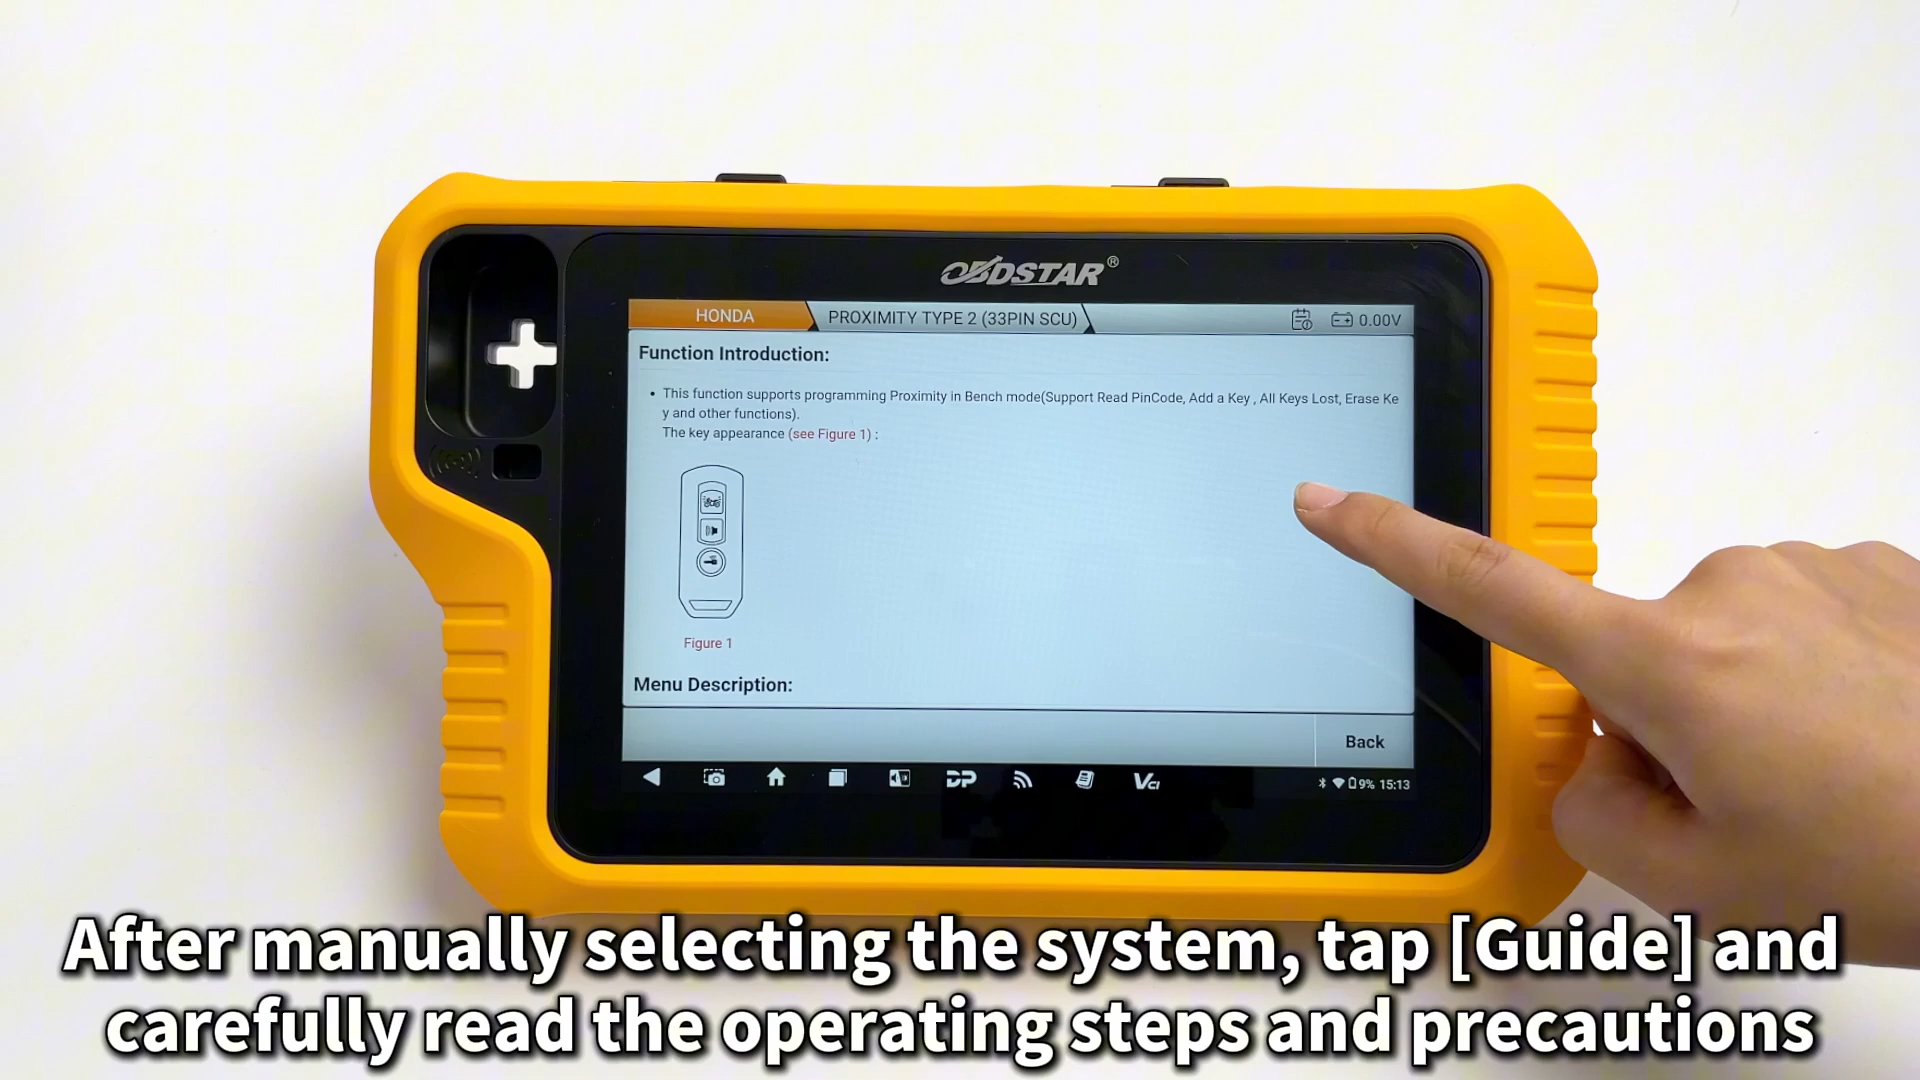 OBDSTAR®
HONDA PROXIMITY TYPE 2 (33PIN SCU) 0.00V
Function Introduction:
• This function supports programming Proximity in Bench mode(Support Read PinCode, Add a Key , All Keys Lost, Erase Ke
y and other functions).
The key appearance (see Figure 1) :
Figure 1
Menu Description:
Back
DP VCI 9% 15:13
After manually selecting the system, tap [Guide] and
carefully read the operating steps and precautions